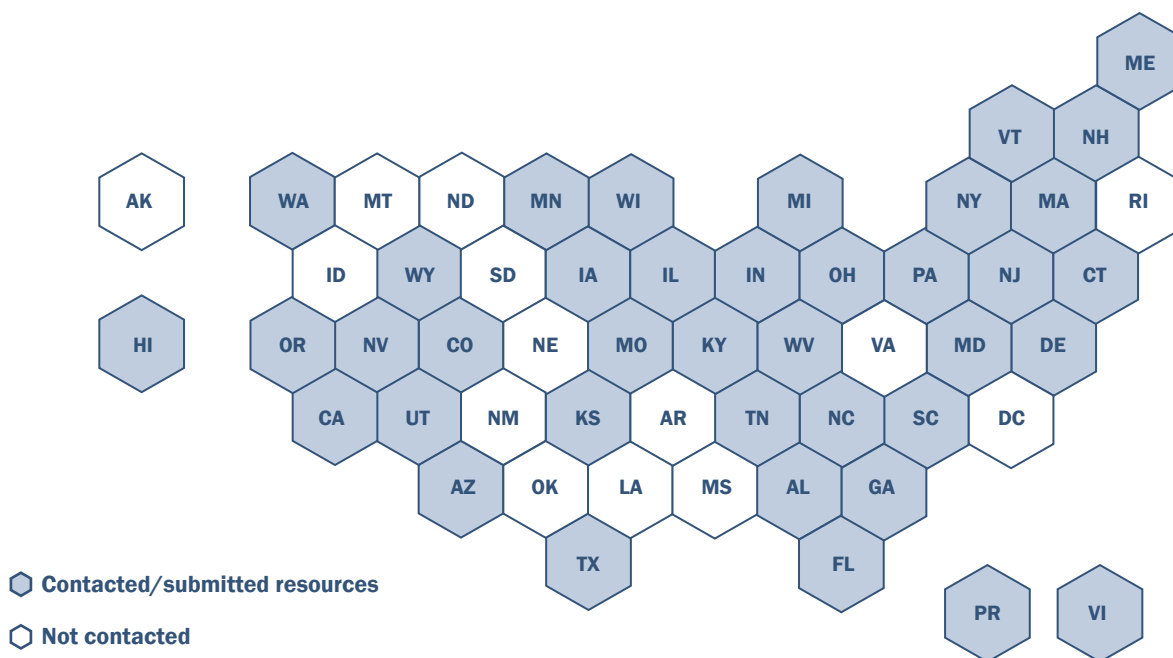 ME
VT NH
AK WA MT ND MN WI MI NY MA RI
ID WY SD IA IL IN OH PA NJ CT
HI OR NV CO NE MO KY WV VA MD DE
CA UT NM KS AR TN NC SC DC
AZ OK LA MS AL GA
TX FL
Contacted/submitted resources
PR VI
Not contacted